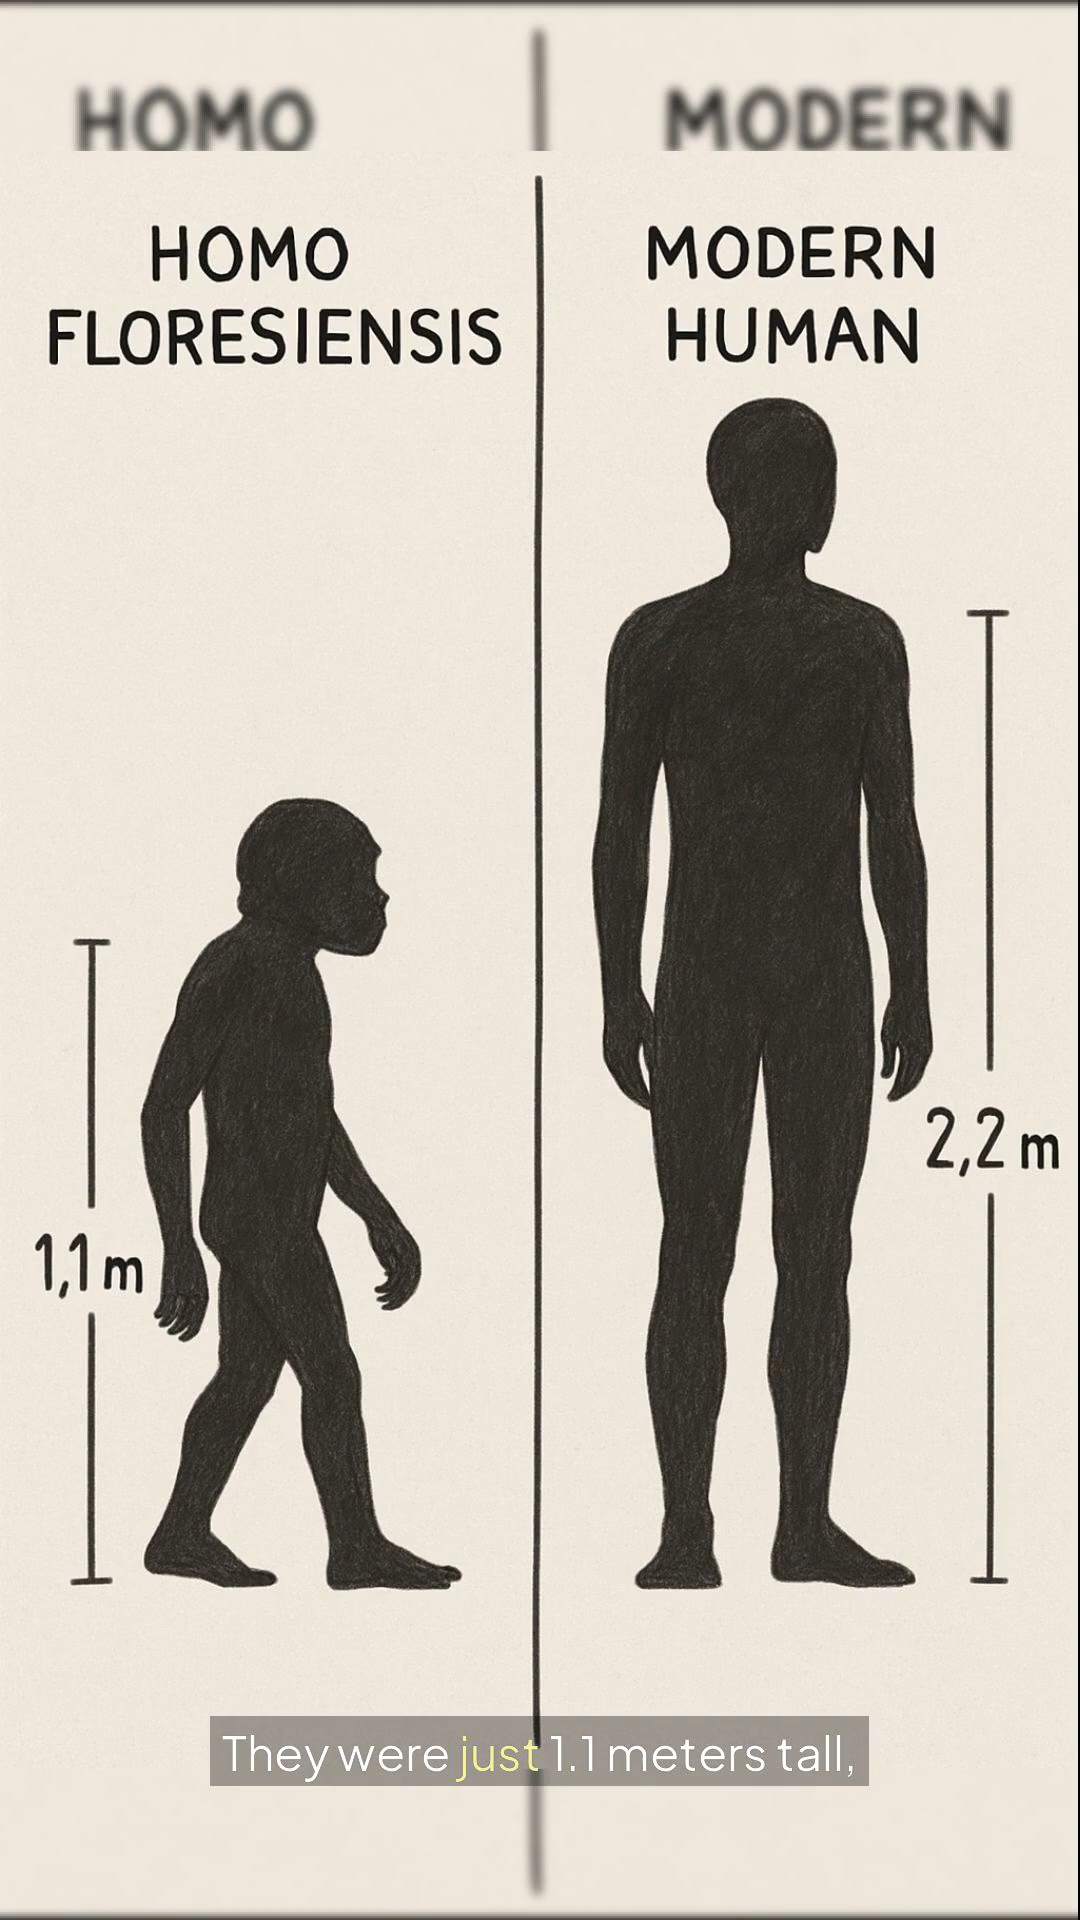 HOMO
MODERN
HOMO
FLORESIENSIS
MODERN
HUMAN
1,1 m
2,2 m
They were just 1.1 meters tall,